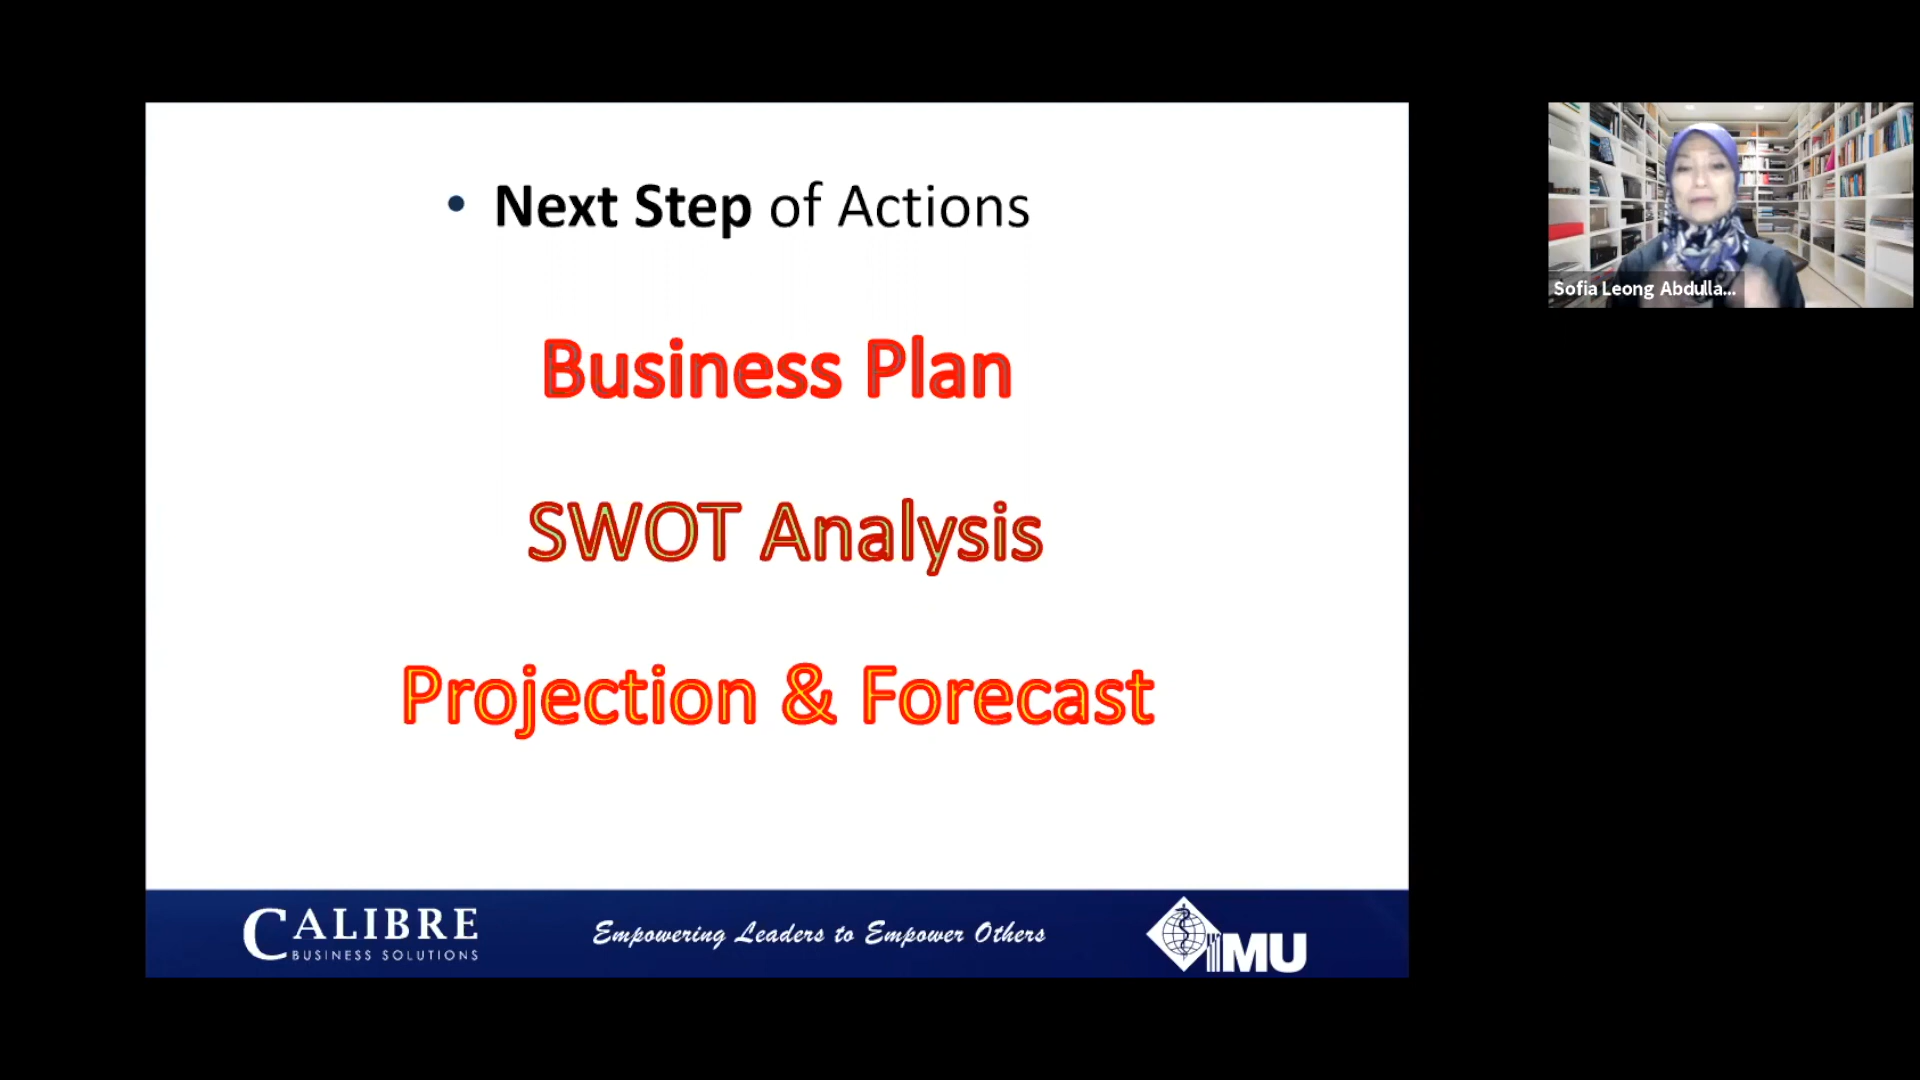 • Next Step of Actions
Business Plan
SWOT Analysis
Projection & Forecast
CALIBRE
BUSINESS SOLUTIONS
Empowering Leaders to Empower Others
IMU
Sofia Leong Abdulla...